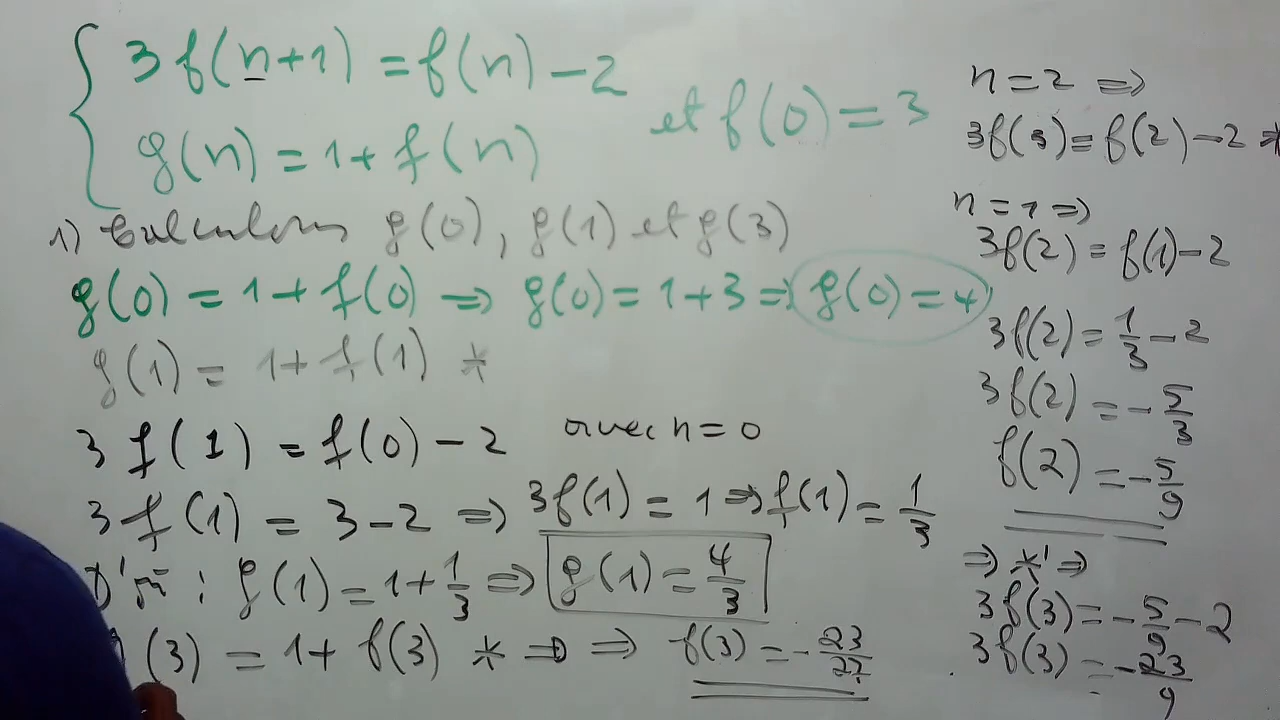 3f(n+1) = f(n) - 2
g(n) = 1 + f(n)
et f(0) = 3
1) Calculons g(0), g(1) et g(3)
g(0) = 1 + f(0) ⇒ g(0) = 1 + 3 ⇒ g(0) = 4
g(1) = 1 + f(1) *
3f(1) = f(0) - 2 avec n = 0
3f(1) = 3 - 2 ⇒ 3f(1) = 1 ⇒ f(1) = 1/3
D'où : g(1) = 1 + 1/3 ⇒ g(1) = 4/3
(3) = 1 + f(3) * ⇒ ⇒ f(3) = -23/27
n = 2 ⇒
3f(3) = f(2) - 2 *
n = 1 ⇒
3f(2) = f(1) - 2
3f(2) = 1/3 - 2
3f(2) = -5/3
f(2) = -5/9
⇒ *' ⇒
3f(3) = -5/9 - 2
3f(3) = -23/9